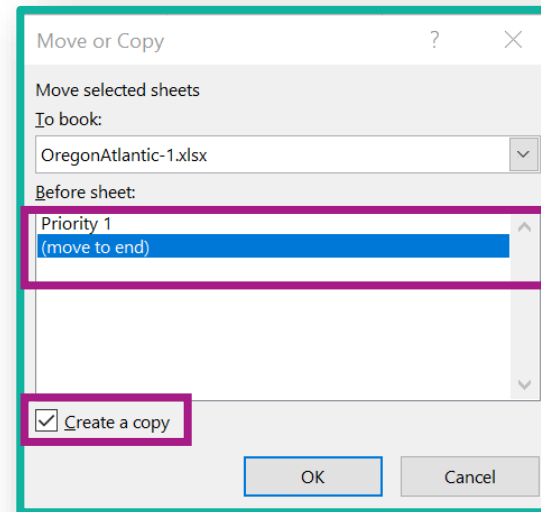 Move or Copy ?
Move selected sheets
To book:
OregonAtlantic-1.xlsx
Before sheet:
Priority 1
(move to end)
Create a copy
OK Cancel